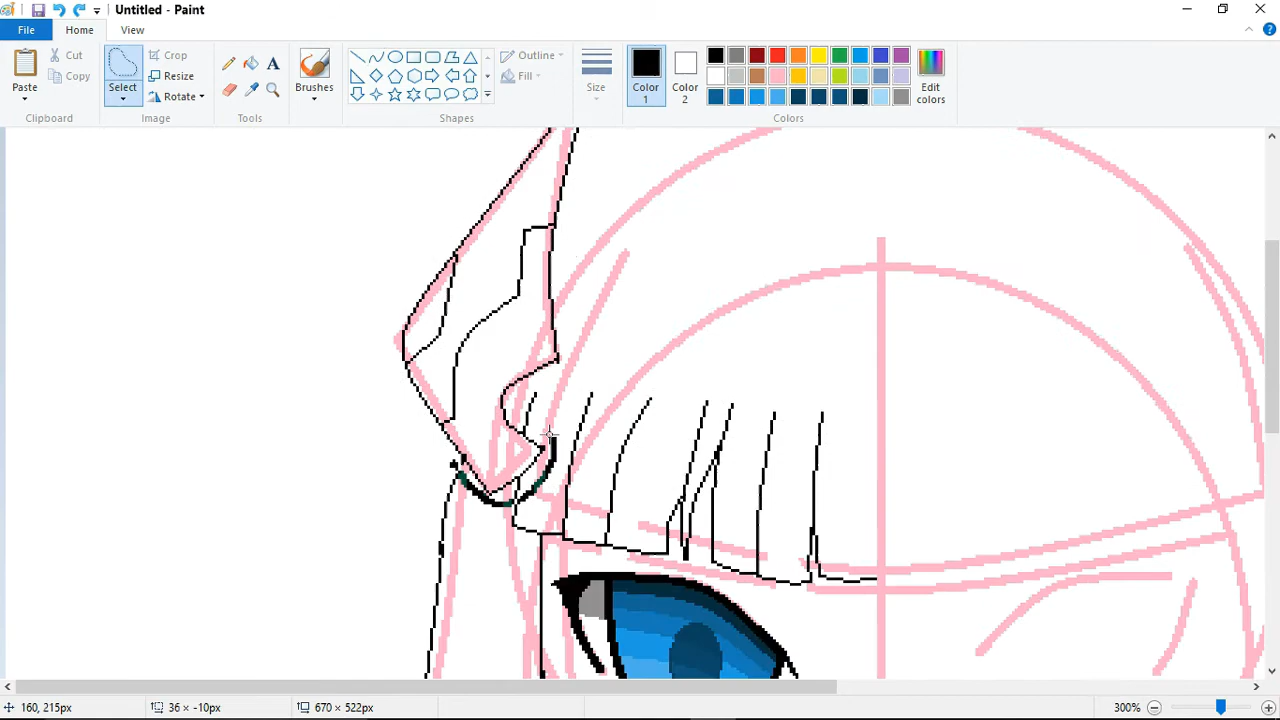 Untitled - Paint
File
Home
View
Paste
Cut
Copy
Clipboard
Select
Crop
Resize
Rotate
Image
A
Tools
Brushes
Outline
Fill
Shapes
Size
Color
1
Color
2
Edit
colors
Colors
160, 215px
36 × -10px
670 × 522px
300%